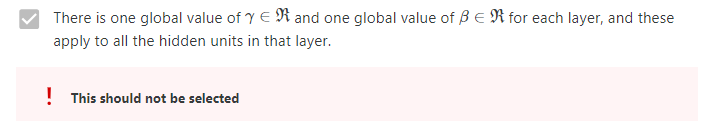 There is one global value of γ ∈ ℜ and one global value of β ∈ ℜ for each layer, and these
apply to all the hidden units in that layer.
! This should not be selected